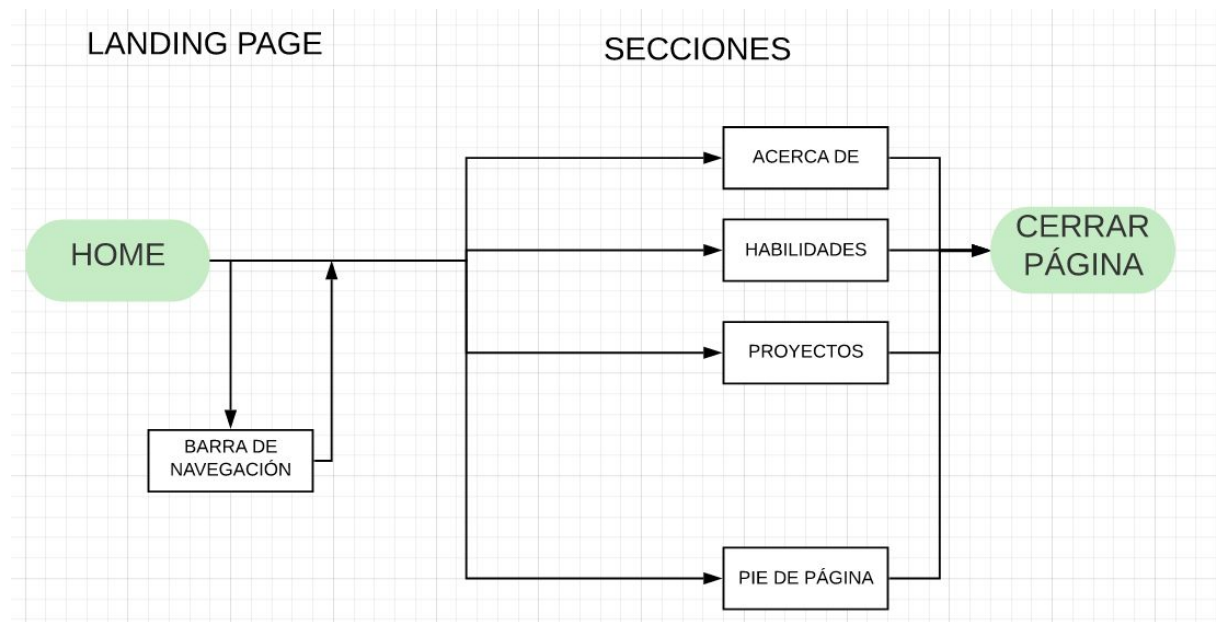 LANDING PAGE
SECCIONES
ACERCA DE
HOME
HABILIDADES
CERRAR
PÁGINA
PROYECTOS
BARRA DE
NAVEGACIÓN
PIE DE PÁGINA